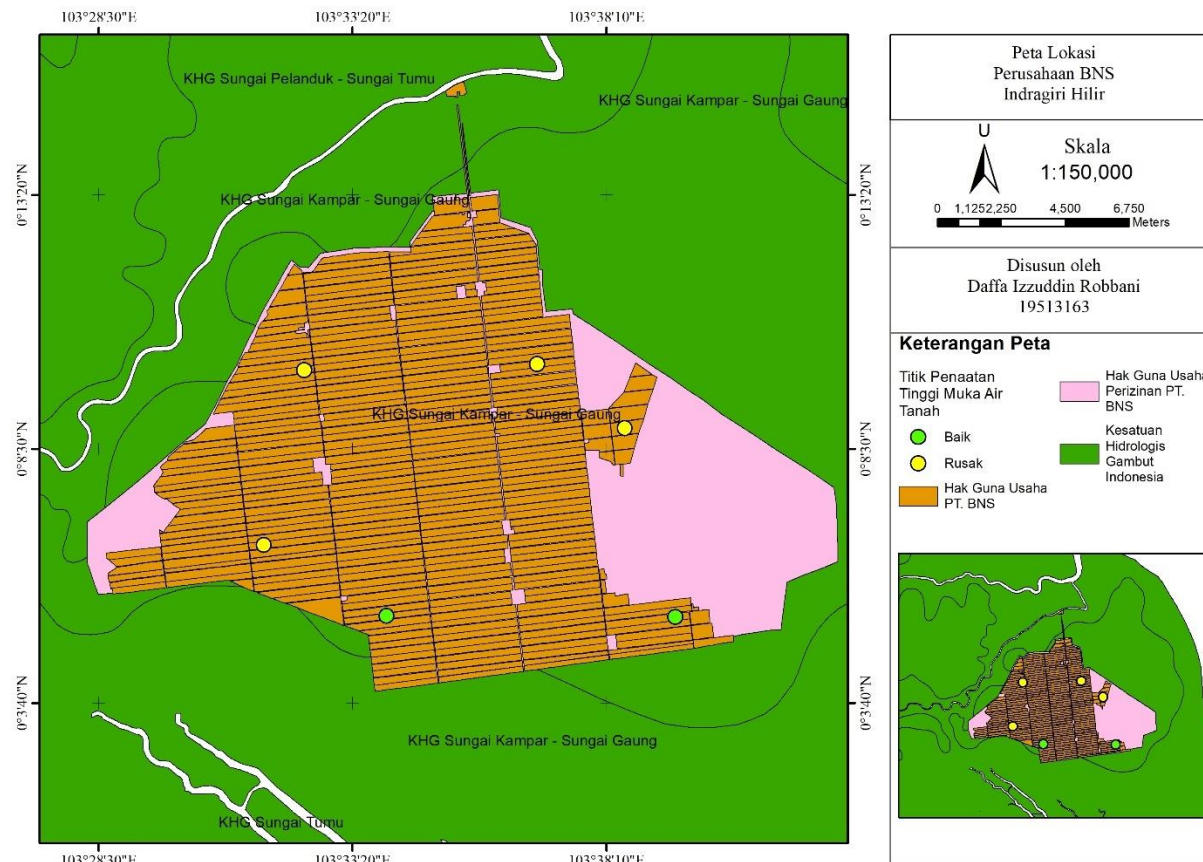 103°28'30"E
103°33'20"E
103°38'10"E
0°13'20"N
0°8'30"N
0°3'40"N
KHG Sungai Pelanduk - Sungai Tumu
KHG Sungai Kampar - Sungai Gaung
KHG Sungai Kampar - Sungai Gaung
KHG Sungai Kampar - Sungai Gaung
KHG Sungai Kampar - Sungai Gaung
KHG Sungai Tumu
0°13'20"N
0°8'30"N
0°3'40"N
103°28'30"E
103°33'20"E
103°38'10"E
Peta Lokasi
Perusahaan BNS
Indragiri Hilir
U
Skala
1:150,000
0 1,1252,250 4,500 6,750
Meters
Disusun oleh
Daffa Izzuddin Robbani
19513163
Keterangan Peta
Titik Penaatan
Tinggi Muka Air
Tanah
Baik
Rusak
Hak Guna Usaha
PT. BNS
Hak Guna Usaha
Perizinan PT.
BNS
Kesatuan
Hidrologis
Gambut
Indonesia